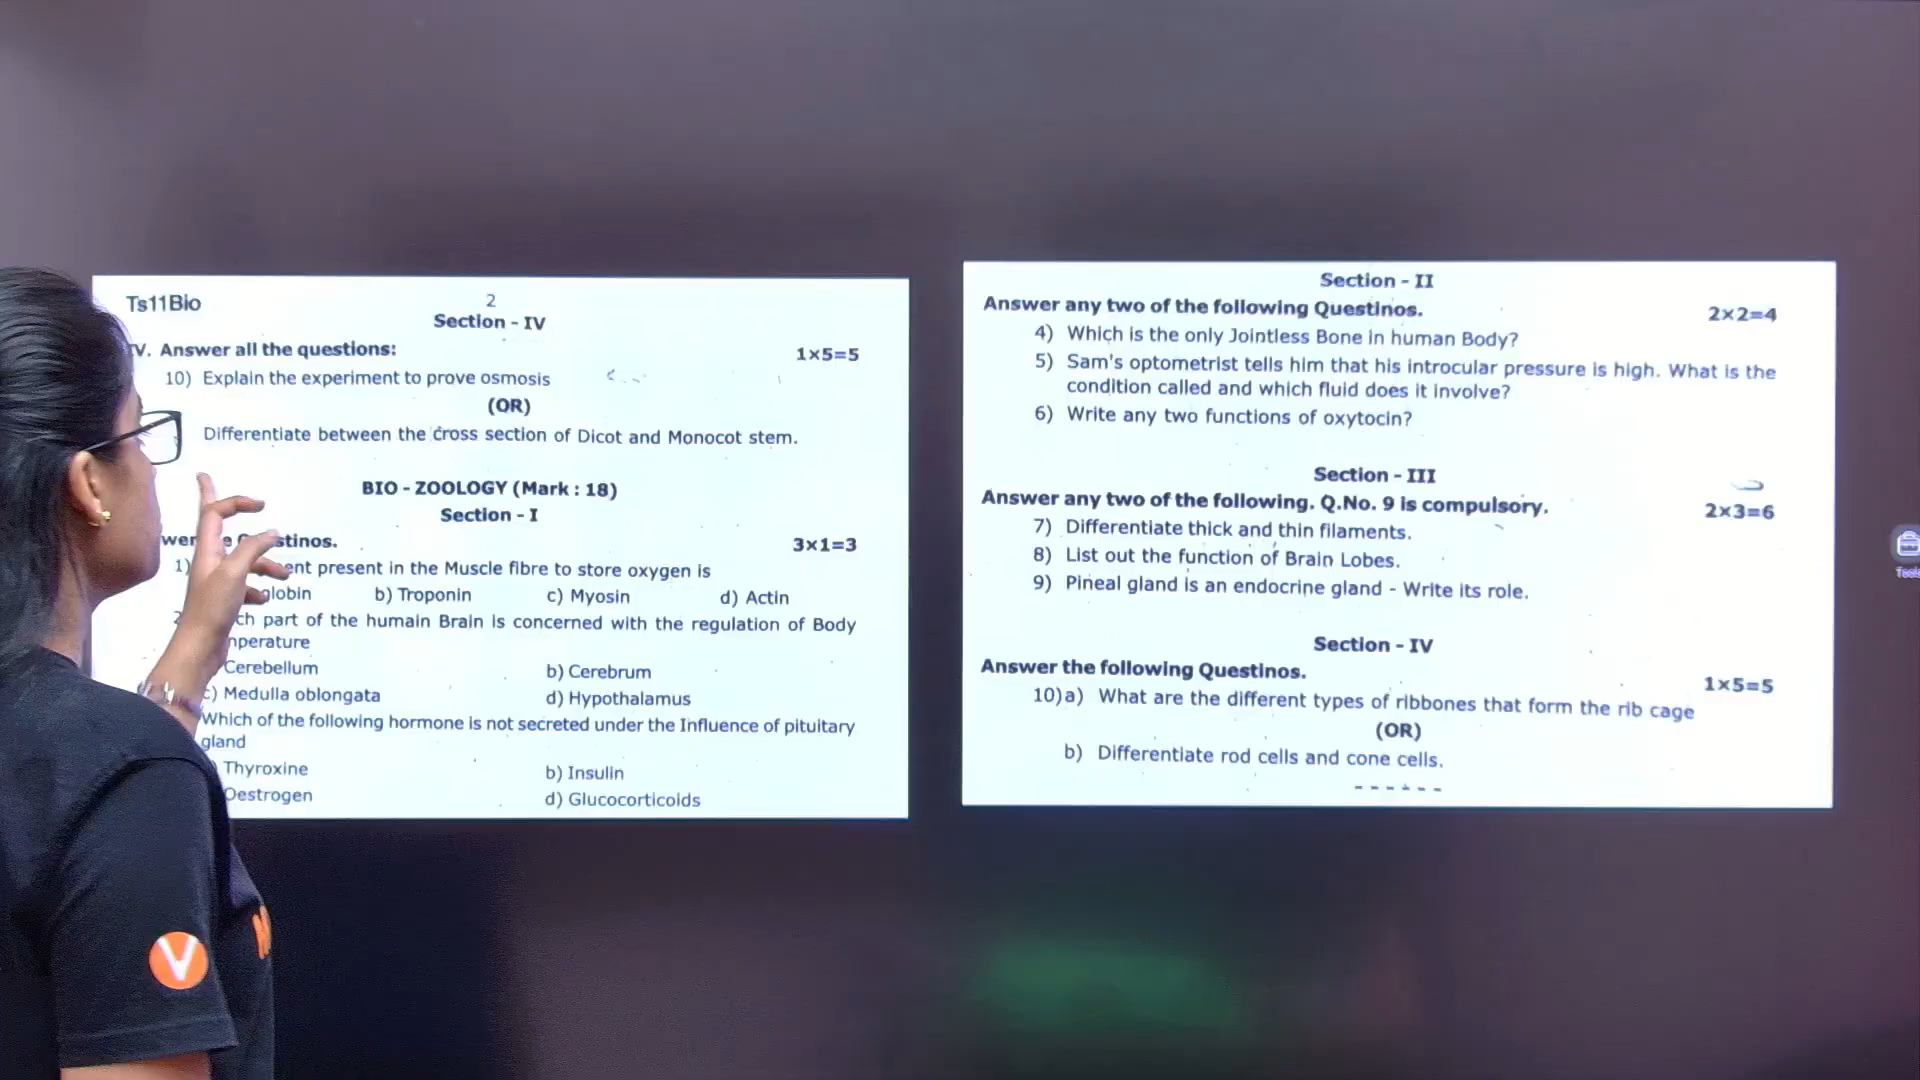 Ts11Bio
2
Section - IV
V. Answer all the questions:
1×5=5
10) Explain the experiment to prove osmosis
(OR)
Differentiate between the cross section of Dicot and Monocot stem.
BIO - ZOOLOGY (Mark : 18)
Section - I
3×1=3
1) present in the Muscle fibre to store oxygen is
b) Troponin c) Myosin d) Actin
part of the humain Brain is concerned with the regulation of Body
Cerebellum b) Cerebrum
c) Medulla oblongata d) Hypothalamus
Which of the following hormone is not secreted under the Influence of pituitary
gland
Thyroxine b) Insulin
Oestrogen d) Glucocorticoids
Section - II
Answer any two of the following Questinos.
2×2=4
4) Which is the only Jointless Bone in human Body?
5) Sam's optometrist tells him that his introcular pressure is high. What is the
condition called and which fluid does it involve?
6) Write any two functions of oxytocin?
Section - III
Answer any two of the following. Q.No. 9 is compulsory.
2×3=6
7) Differentiate thick and thin filaments.
8) List out the function of Brain Lobes.
9) Pineal gland is an endocrine gland - Write its role.
Section - IV
Answer the following Questinos.
1×5=5
10)a) What are the different types of ribbones that form the rib cage
(OR)
b) Differentiate rod cells and cone cells.
V